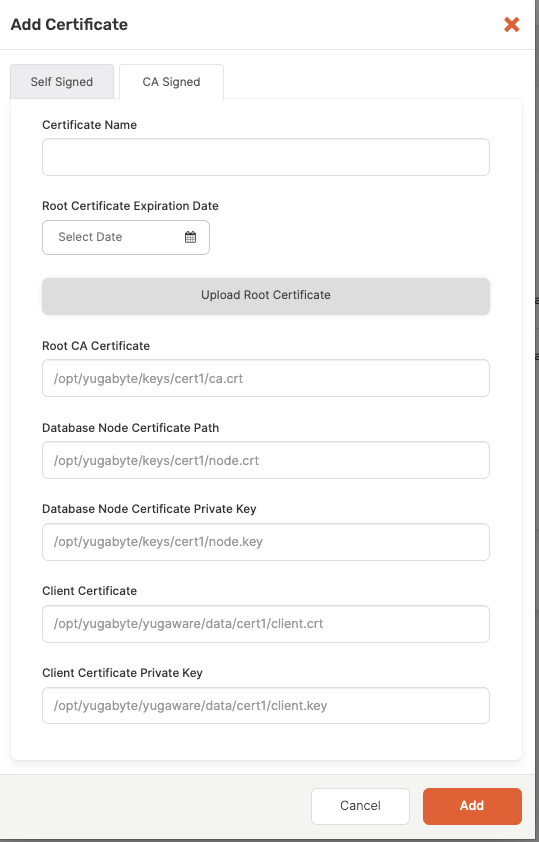 Add Certificate
Self Signed
CA Signed
Certificate Name
Root Certificate Expiration Date
Select Date
Upload Root Certificate
Root CA Certificate
/opt/yugabyte/keys/cert1/ca.crt
Database Node Certificate Path
/opt/yugabyte/keys/cert1/node.crt
Database Node Certificate Private Key
/opt/yugabyte/keys/cert1/node.key
Client Certificate
/opt/yugabyte/yugaware/data/cert1/client.crt
Client Certificate Private Key
/opt/yugabyte/yugaware/data/cert1/client.key
Cancel
Add